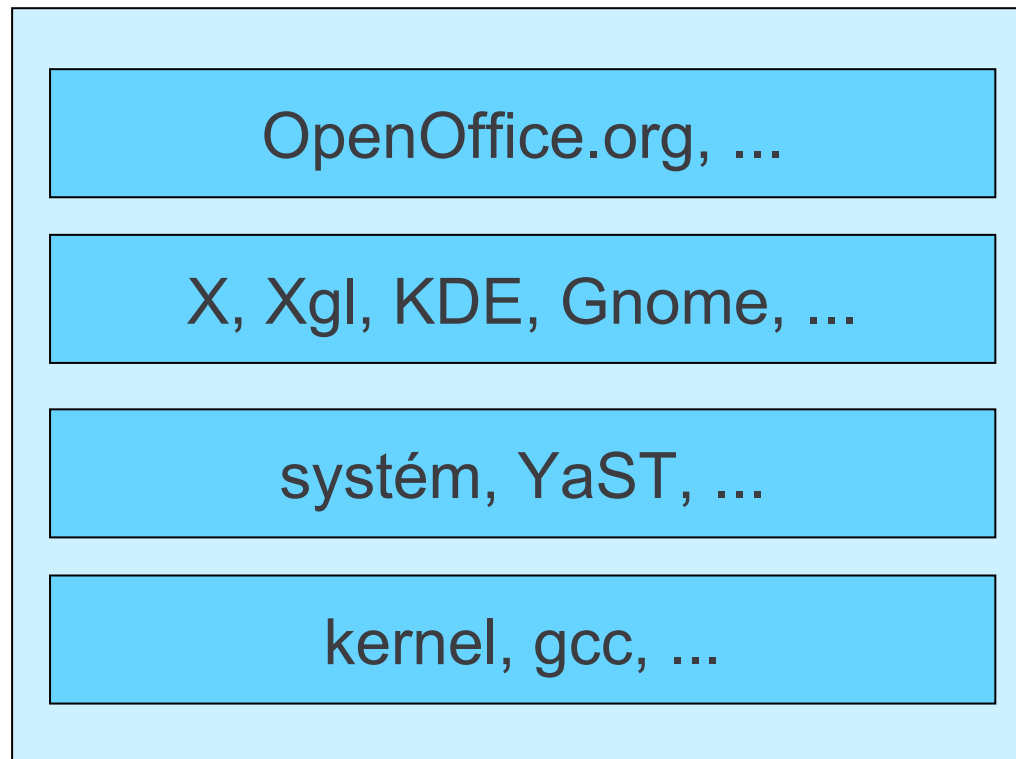 OpenOffice.org, ...
X, Xgl, KDE, Gnome, ...
systém, YaST, ...
kernel, gcc, ...